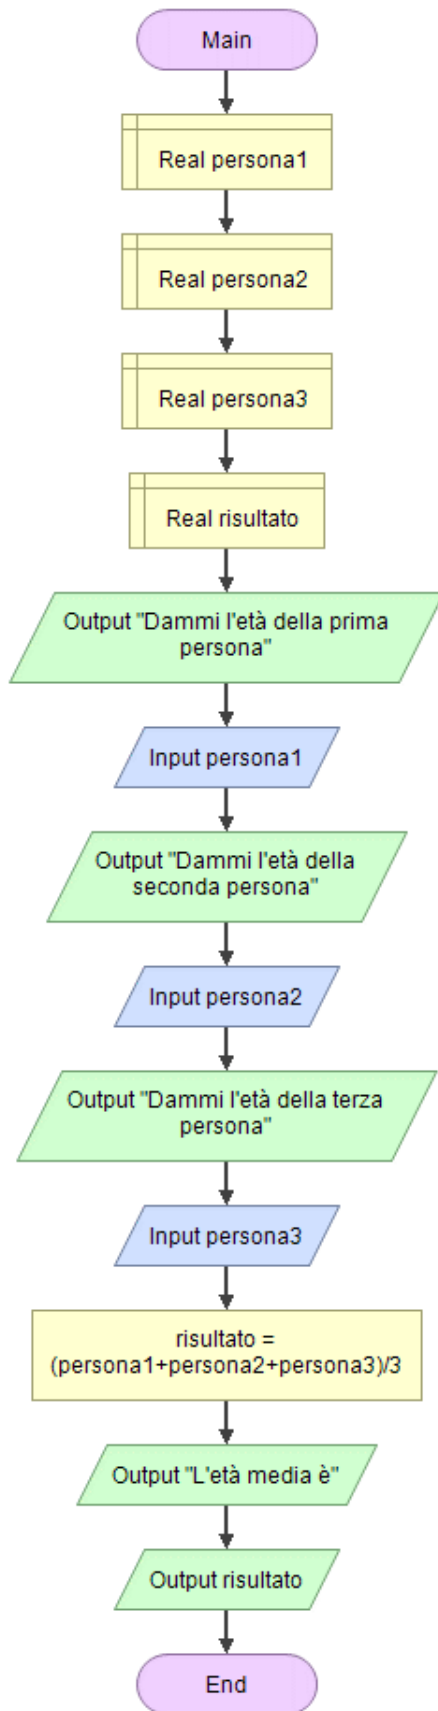 Main
Real persona1
Real persona2
Real persona3
Real risultato
Output "Dammi l'età della prima
persona"
Input persona1
Output "Dammi l'età della
seconda persona"
Input persona2
Output "Dammi l'età della terza
persona"
Input persona3
risultato =
(persona1+persona2+persona3)/3
Output "L'età media è"
Output risultato
End